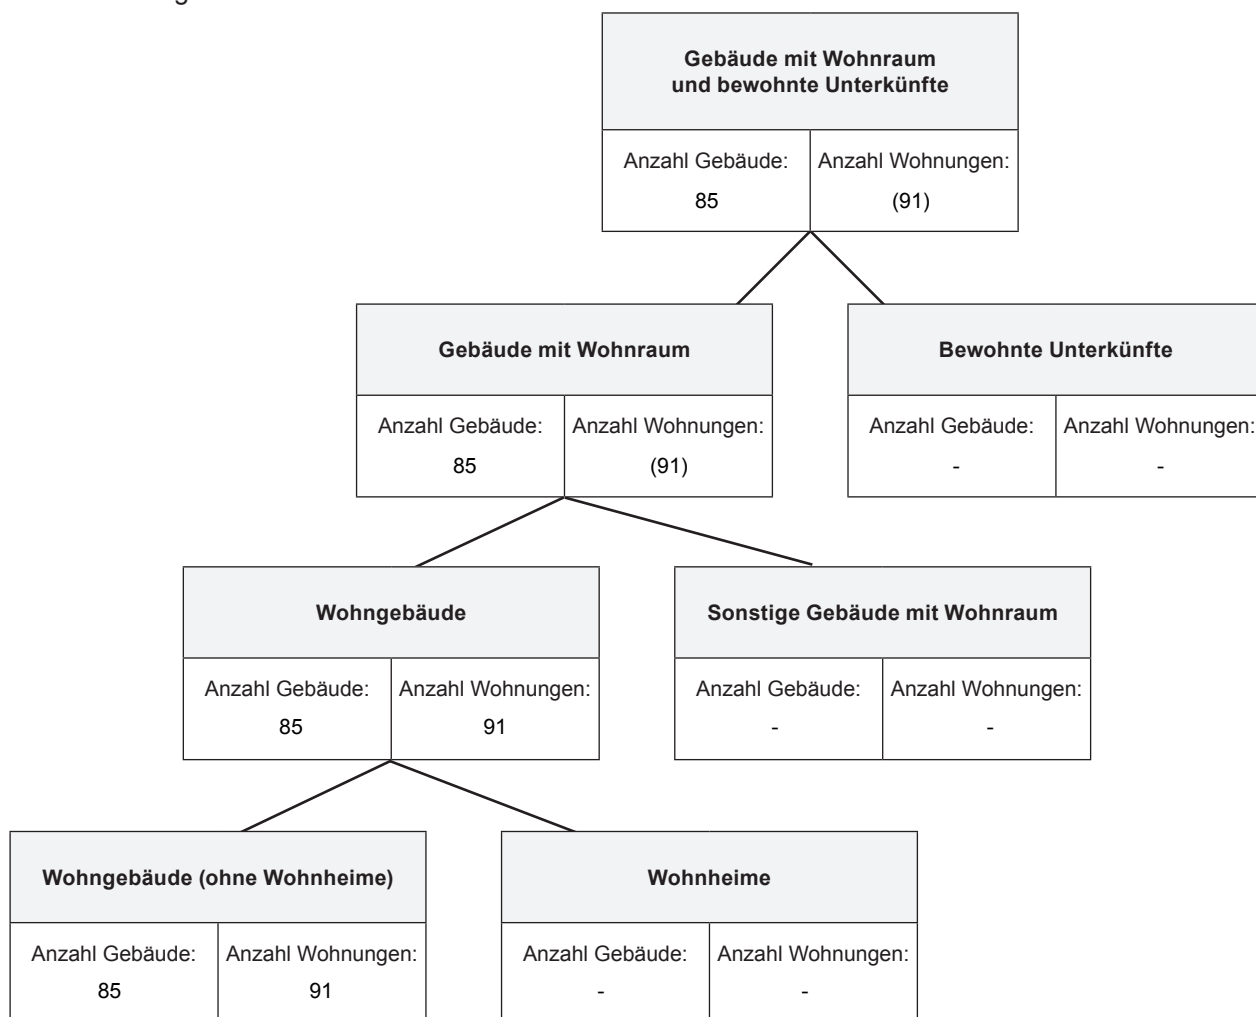 Gebäude mit Wohnraum
und bewohnte Unterkünfte
Anzahl Gebäude: Anzahl Wohnungen:
85 (91)
Gebäude mit Wohnraum
Anzahl Gebäude: Anzahl Wohnungen:
85 (91)
Bewohnte Unterkünfte
Anzahl Gebäude: Anzahl Wohnungen:
- -
Wohngebäude
Anzahl Gebäude: Anzahl Wohnungen:
85 91
Sonstige Gebäude mit Wohnraum
Anzahl Gebäude: Anzahl Wohnungen:
- -
Wohngebäude (ohne Wohnheime)
Anzahl Gebäude: Anzahl Wohnungen:
85 91
Wohnheime
Anzahl Gebäude: Anzahl Wohnungen:
- -